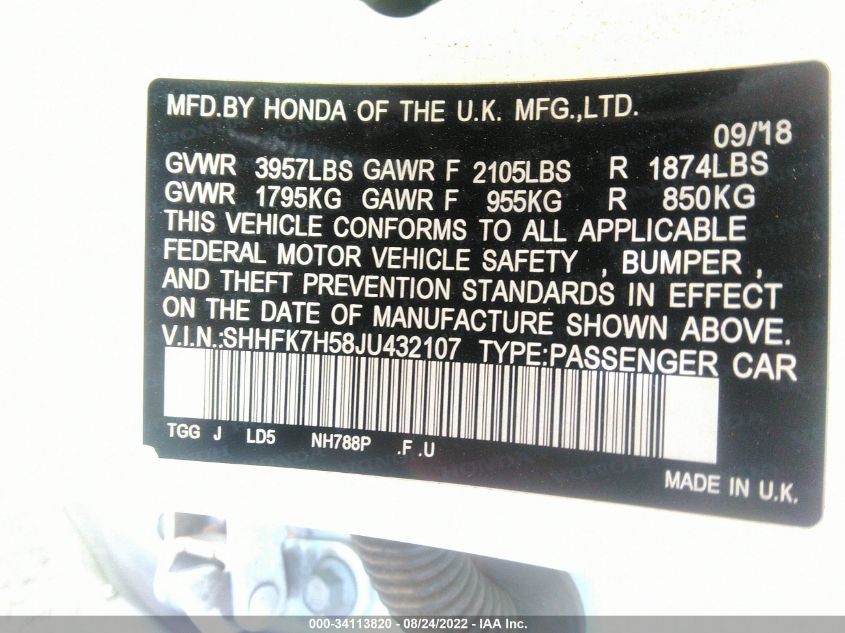 MFD.BY HONDA OF THE U.K. MFG.,LTD.
09/'18
GVWR 3957LBS GAWR F 2105LBS R 1874LBS
GVWR 1795KG GAWR F 955KG R 850KG
THIS VEHICLE CONFORMS TO ALL APPLICABLE
FEDERAL MOTOR VEHICLE SAFETY , BUMPER ,
AND THEFT PREVENTION STANDARDS IN EFFECT
ON THE DATE OF MANUFACTURE SHOWN ABOVE.
V.I.N.:SHHFK7H58JU432107 TYPE:PASSENGER CAR
TGG J LD5 NH788P .F .U
MADE IN U.K.
000-34113820 - 08/24/2022 - IAA Inc.